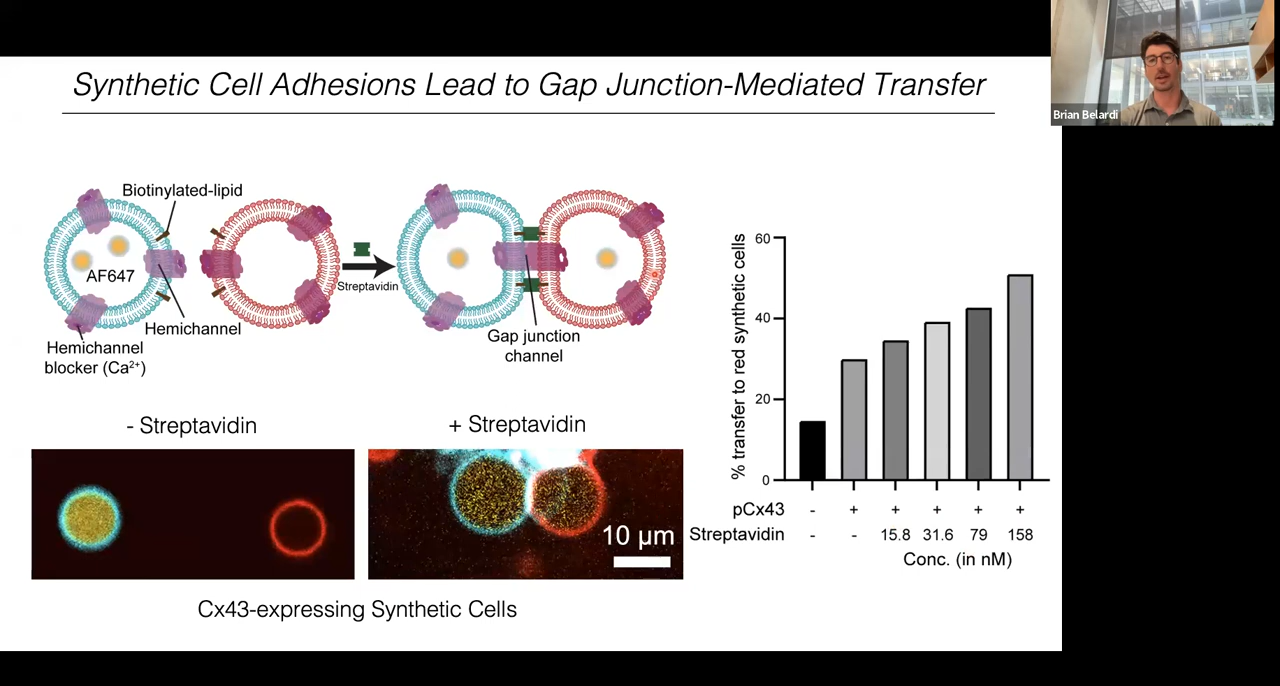 Synthetic Cell Adhesions Lead to Gap Junction-Mediated Transfer
Brian Belardi
Biotinylated-lipid
AF647
Hemichannel
Hemichannel
blocker (Ca²⁺)
Streptavidin
Gap junction
channel
- Streptavidin
+ Streptavidin
10 µm
Cx43-expressing Synthetic Cells
% transfer to red synthetic cells
60
40
20
0
pCx43 - + + + + +
Streptavidin - - 15.8 31.6 79 158
Conc. (in nM)